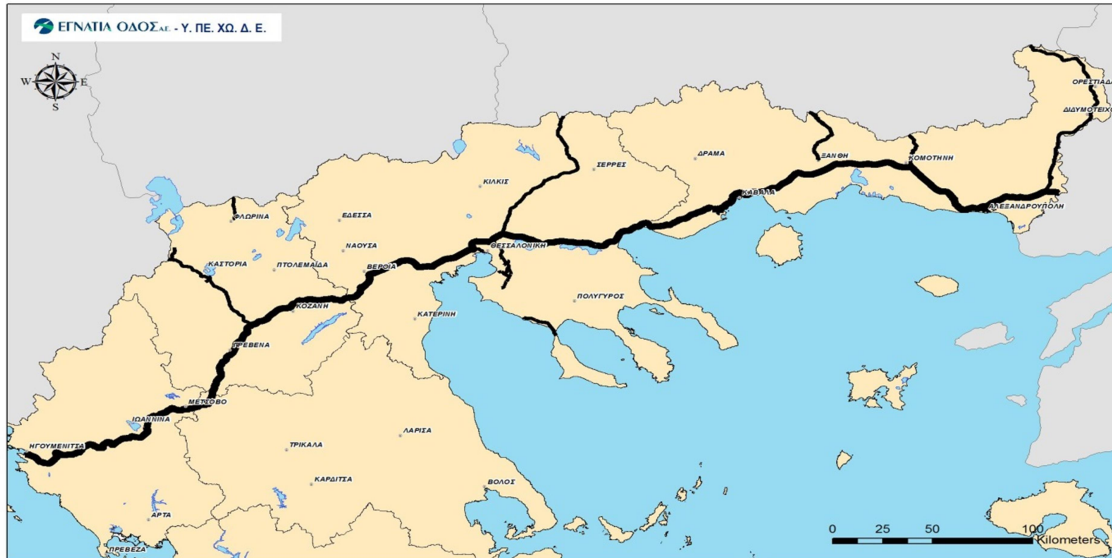 ΕΓΝΑΤΙΑ ΟΔΟΣ Α.Ε. - Υ. ΠΕ. ΧΩ. Δ. Ε.
N
W E
S
ΟΡΕΣΤΙΑΔΑ
ΔΙΔΥΜΟΤΕΙΧΟ
ΔΡΑΜΑ
ΞΑΝΘΗ
ΚΟΜΟΤΗΝΗ
ΣΕΡΡΕΣ
ΚΙΛΚΙΣ
ΚΑΒΑΛΑ
ΑΛΕΞΑΝΔΡΟΥΠΟΛΗ
ΦΛΩΡΙΝΑ
ΕΔΕΣΣΑ
ΝΑΟΥΣΑ
ΘΕΣΣΑΛΟΝΙΚΗ
ΚΑΣΤΟΡΙΑ
ΠΤΟΛΕΜΑΙΔΑ
ΒΕΡΟΙΑ
ΠΟΛΥΓΥΡΟΣ
ΚΟΖΑΝΗ
ΚΑΤΕΡΙΝΗ
ΓΡΕΒΕΝΑ
ΜΕΤΣΟΒΟ
ΙΩΑΝΝΙΝΑ
ΗΓΟΥΜΕΝΙΤΣΑ
ΛΑΡΙΣΑ
ΤΡΙΚΑΛΑ
ΚΑΡΔΙΤΣΑ
ΒΟΛΟΣ
ΑΡΤΑ
ΠΡΕΒΕΖΑ
0 25 50 100
Kilometers